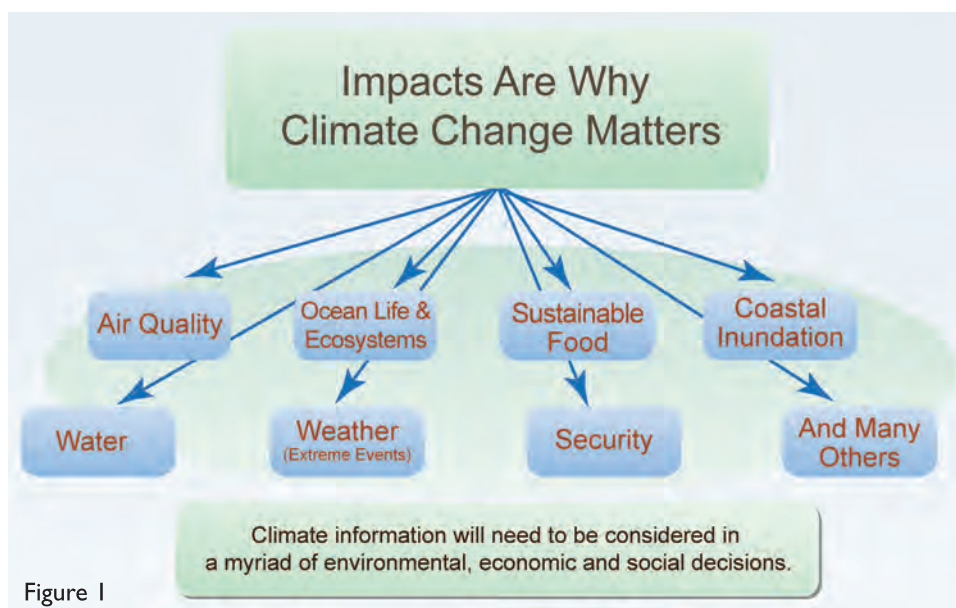 Impacts Are Why
Climate Change Matters
Air Quality
Ocean Life &
Ecosystems
Sustainable
Food
Coastal
Inundation
Water
Weather
(Extreme Events)
Security
And Many
Others
Climate information will need to be considered in
a myriad of environmental, economic and social decisions.
Figure 1